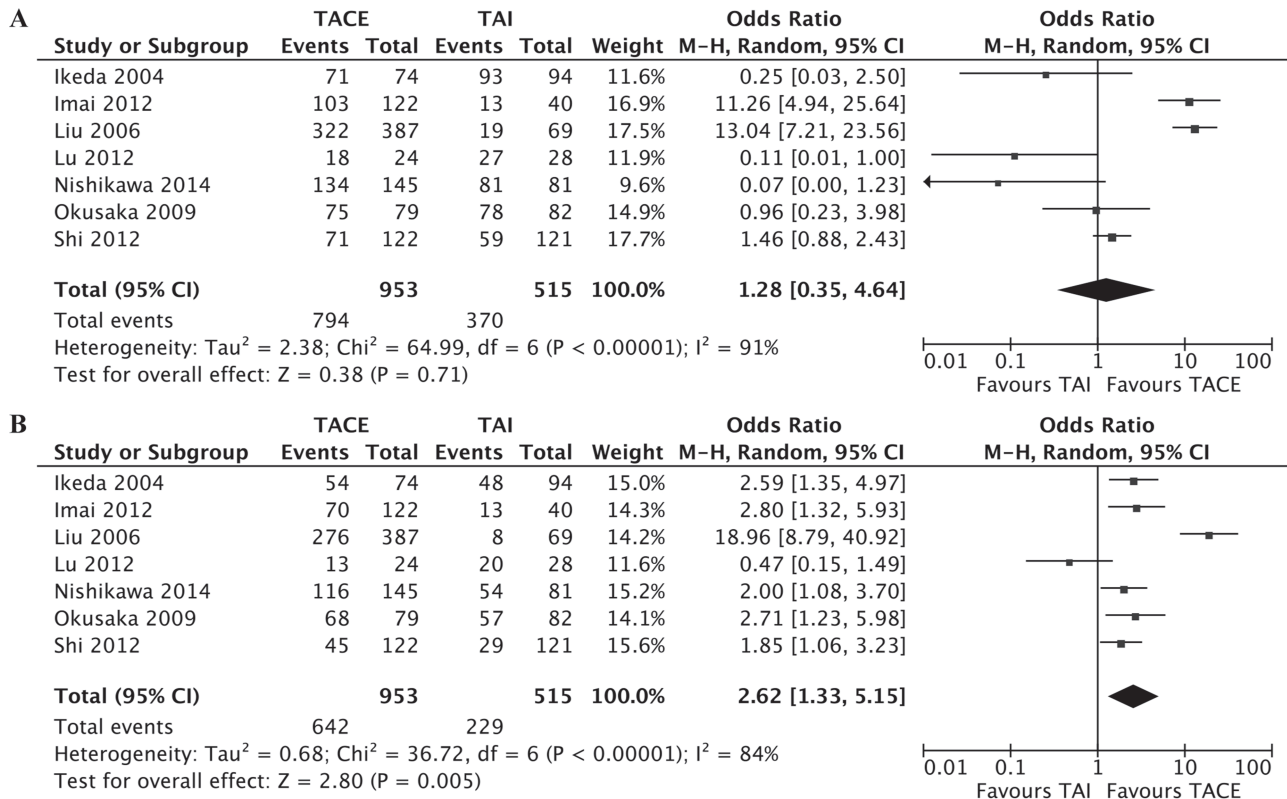 A
TACE TAI Odds Ratio Odds Ratio
Study or Subgroup Events Total Events Total Weight M-H, Random, 95% CI M-H, Random, 95% CI
Ikeda 2004 71 74 93 94 11.6% 0.25 [0.03, 2.50]
Imai 2012 103 122 13 40 16.9% 11.26 [4.94, 25.64]
Liu 2006 322 387 19 69 17.5% 13.04 [7.21, 23.56]
Lu 2012 18 24 27 28 11.9% 0.11 [0.01, 1.00]
Nishikawa 2014 134 145 81 81 9.6% 0.07 [0.00, 1.23]
Okusaka 2009 75 79 78 82 14.9% 0.96 [0.23, 3.98]
Shi 2012 71 122 59 121 17.7% 1.46 [0.88, 2.43]
Total (95% CI) 953 515 100.0% 1.28 [0.35, 4.64]
Total events 794 370
Heterogeneity: Tau² = 2.38; Chi² = 64.99, df = 6 (P < 0.00001); I² = 91%
Test for overall effect: Z = 0.38 (P = 0.71)
0.01 0.1 1 10 100
Favours TAI Favours TACE
B
TACE TAI Odds Ratio Odds Ratio
Study or Subgroup Events Total Events Total Weight M-H, Random, 95% CI M-H, Random, 95% CI
Ikeda 2004 54 74 48 94 15.0% 2.59 [1.35, 4.97]
Imai 2012 70 122 13 40 14.3% 2.80 [1.32, 5.93]
Liu 2006 276 387 8 69 14.2% 18.96 [8.79, 40.92]
Lu 2012 13 24 20 28 11.6% 0.47 [0.15, 1.49]
Nishikawa 2014 116 145 54 81 15.2% 2.00 [1.08, 3.70]
Okusaka 2009 68 79 57 82 14.1% 2.71 [1.23, 5.98]
Shi 2012 45 122 29 121 15.6% 1.85 [1.06, 3.23]
Total (95% CI) 953 515 100.0% 2.62 [1.33, 5.15]
Total events 642 229
Heterogeneity: Tau² = 0.68; Chi² = 36.72, df = 6 (P < 0.00001); I² = 84%
Test for overall effect: Z = 2.80 (P = 0.005)
0.01 0.1 1 10 100
Favours TAI Favours TACE